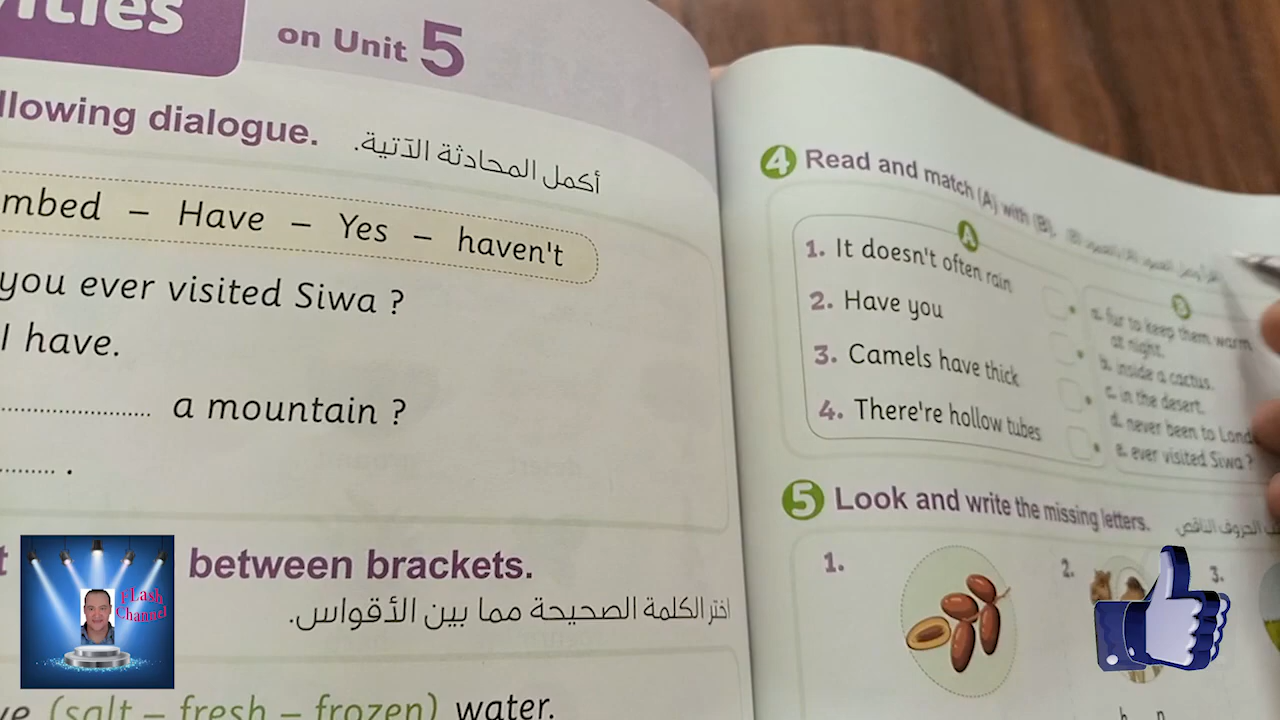 ities
on Unit 5
llowing dialogue.
أكمل المحادثة الآتية.
mbed – Have – Yes – haven't
you ever visited Siwa ?
I have.
...................... a mountain ?
........ .
between brackets.
اختر الكلمة الصحيحة مما بين الأقواس.
ve (salt – fresh – frozen) water.
FLash
Channel
4 Read and match (A) with (B).
A
1. It doesn't often rain
2. Have you
3. Camels have thick
4. There're hollow tubes
B
a. fur to keep them warm
at night.
b. inside a cactus.
c. in the desert.
d. never been to Lond
e. ever visited Siwa ?
5 Look and write the missing letters.
الحروف الناقص
1.
2.
3.